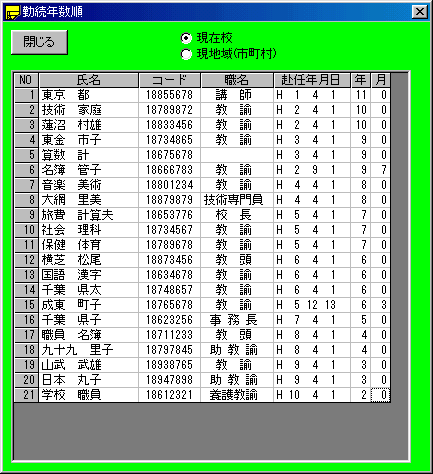 勤続年数順
閉じる
現在校
現地域(市町村)
NO 氏名 コード 職名 赴任年月日 年 月
1 東京 都 18855678 講 師 H 1 4 1 11 0
2 技術 家庭 18789872 教 諭 H 2 4 1 10 0
3 蓮沼 村雄 18833456 教 諭 H 2 4 1 10 0
4 東金 市子 18734865 教 諭 H 3 4 1 9 0
5 算数 計 18675678 H 3 4 1 9 0
6 名簿 管子 18666783 教 諭 H 2 9 1 9 7
7 音楽 美術 18801234 教 諭 H 4 4 1 8 0
8 大網 里美 18879879 技術専門員 H 4 4 1 8 0
9 旅費 計算夫 18653776 校 長 H 5 4 1 7 0
10 社会 理科 18734567 教 諭 H 5 4 1 7 0
11 保健 体育 18789678 教 諭 H 5 4 1 7 0
12 横芝 松尾 18873456 教 頭 H 6 4 1 6 0
13 国語 漢字 18634678 教 諭 H 6 4 1 6 0
14 千葉 県太 18748657 教 諭 H 6 4 1 6 0
15 成東 町子 18765678 教 諭 H 5 12 13 6 3
16 千葉 県子 18623256 事 務 長 H 7 4 1 5 0
17 職員 名簿 18711233 教 頭 H 8 4 1 4 0
18 九十九 里子 18797845 助 教 諭 H 8 4 1 4 0
19 山武 武雄 18938765 教 諭 H 9 4 1 3 0
20 日本 丸子 18947898 助 教 諭 H 9 4 1 3 0
21 学校 職員 18612321 養護教諭 H 10 4 1 2 0